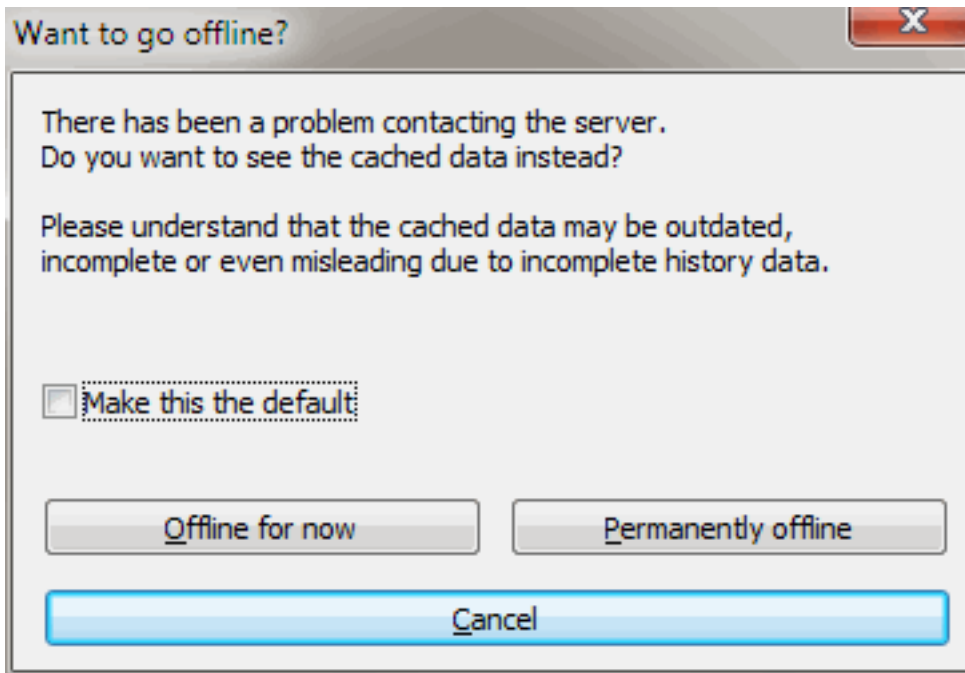 Want to go offline?
There has been a problem contacting the server.
Do you want to see the cached data instead?
Please understand that the cached data may be outdated,
incomplete or even misleading due to incomplete history data.
Make this the default
Offline for now
Permanently offline
Cancel